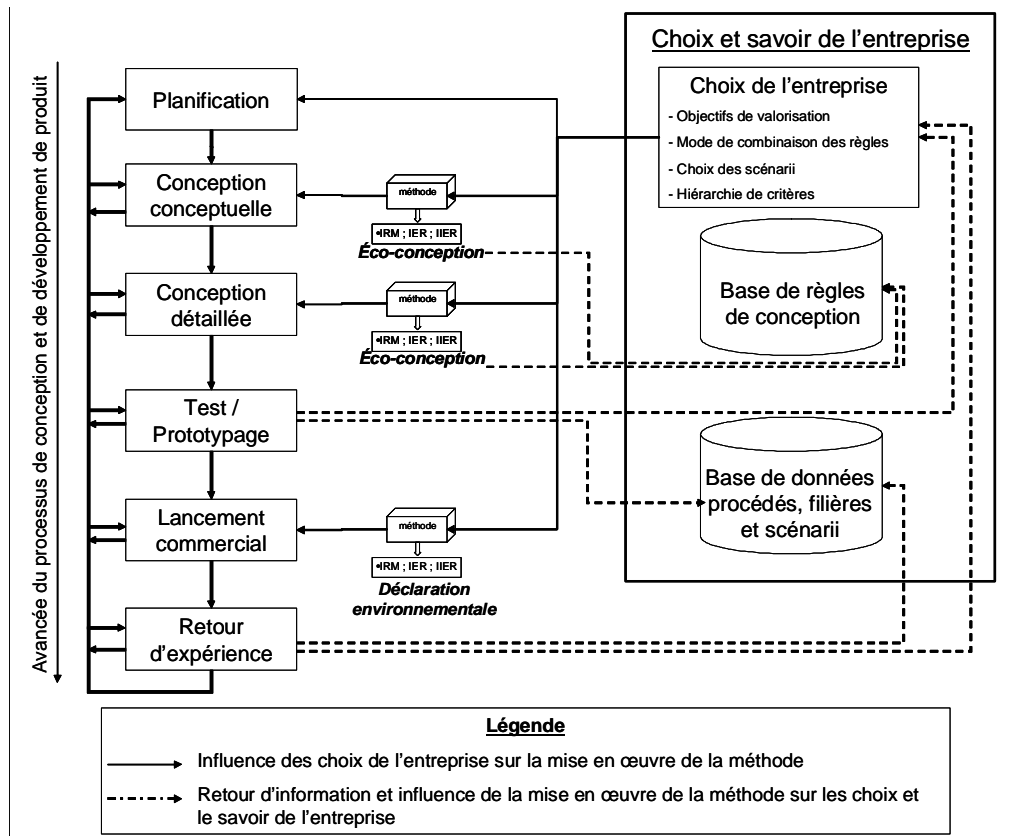 Avancée du processus de conception et de développement de produit
Planification
Conception
conceptuelle
Conception
détaillée
Test /
Prototypage
Lancement
commercial
Retour
d'expérience
méthode
•IRM ; IER ; IIER
Éco-conception
méthode
•IRM ; IER ; IIER
Éco-conception
méthode
•IRM ; IER ; IIER
Déclaration
environnementale
Choix et savoir de l'entreprise
Choix de l'entreprise
- Objectifs de valorisation
- Mode de combinaison des règles
- Choix des scénarii
- Hiérarchie de critères
Base de règles
de conception
Base de données
procédés, filières
et scénarii
Légende
Influence des choix de l'entreprise sur la mise en œuvre de la méthode
Retour d'information et influence de la mise en œuvre de la méthode sur les choix et
le savoir de l'entreprise